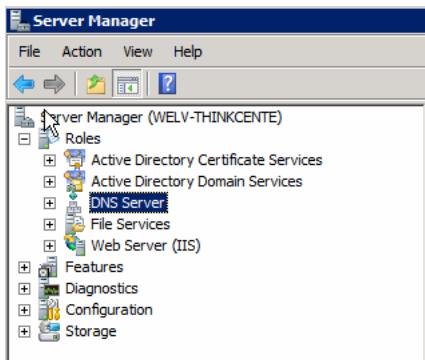 Server Manager
File Action View Help
Server Manager (WELV-THINKCENTE)
Roles
Active Directory Certificate Services
Active Directory Domain Services
DNS Server
File Services
Web Server (IIS)
Features
Diagnostics
Configuration
Storage